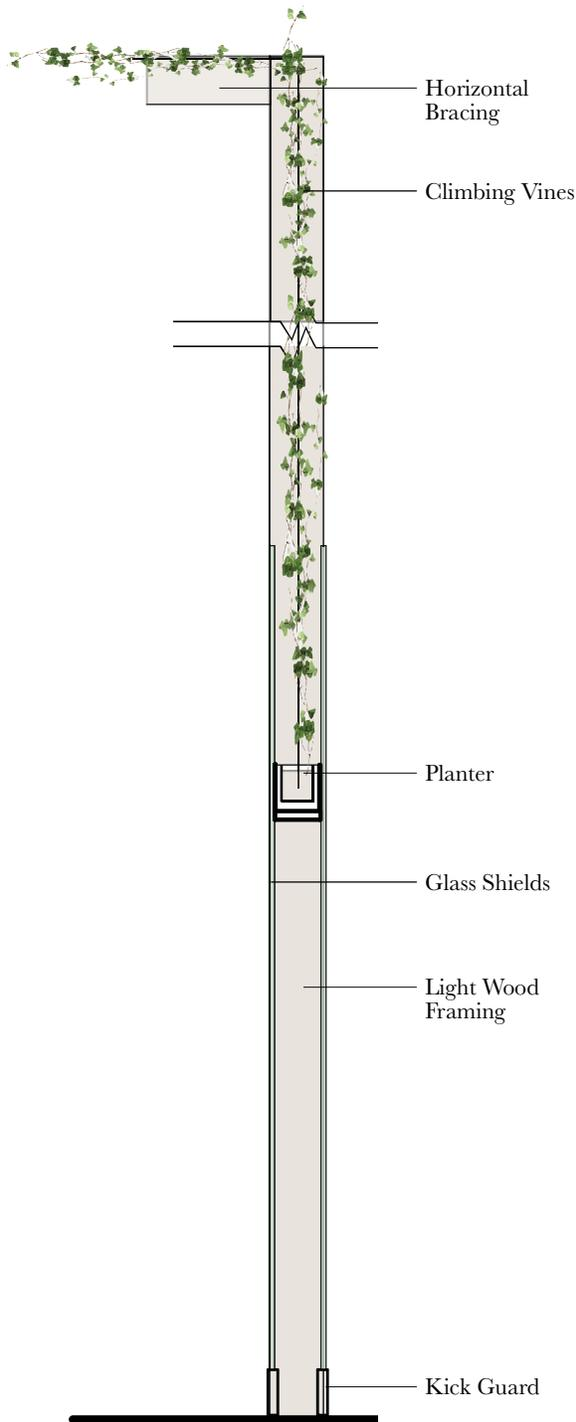 Horizontal
Bracing
Climbing Vines
Planter
Glass Shields
Light Wood
Framing
Kick Guard